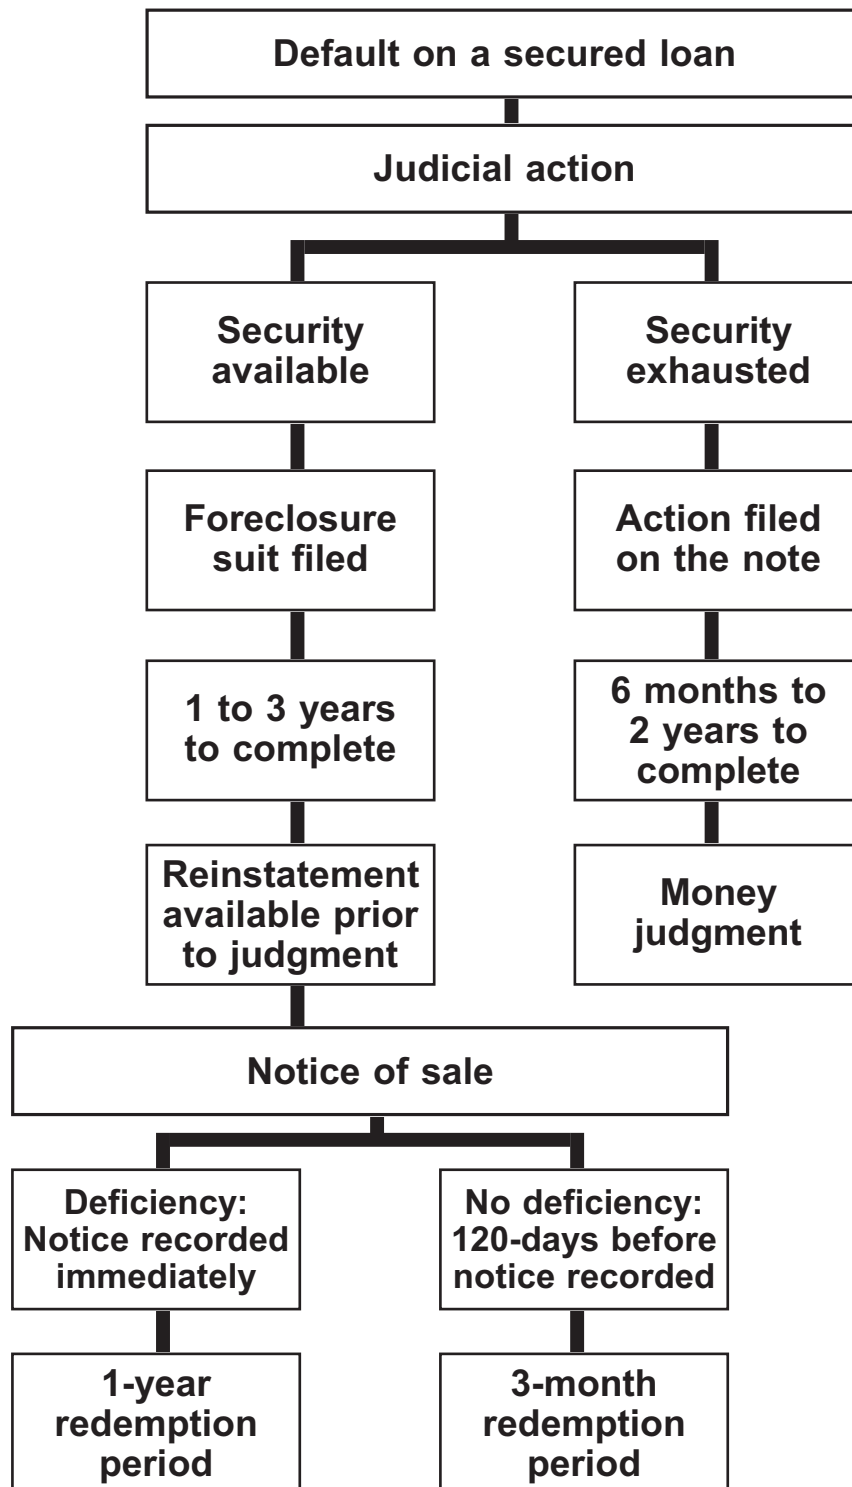 Default on a secured loan
Judicial action
Security
available
Security
exhausted
Foreclosure
suit filed
Action filed
on the note
1 to 3 years
to complete
6 months to
2 years to
complete
Reinstatement
available prior
to judgment
Money
judgment
Notice of sale
Deficiency:
Notice recorded
immediately
No deficiency:
120-days before
notice recorded
1-year
redemption
period
3-month
redemption
period